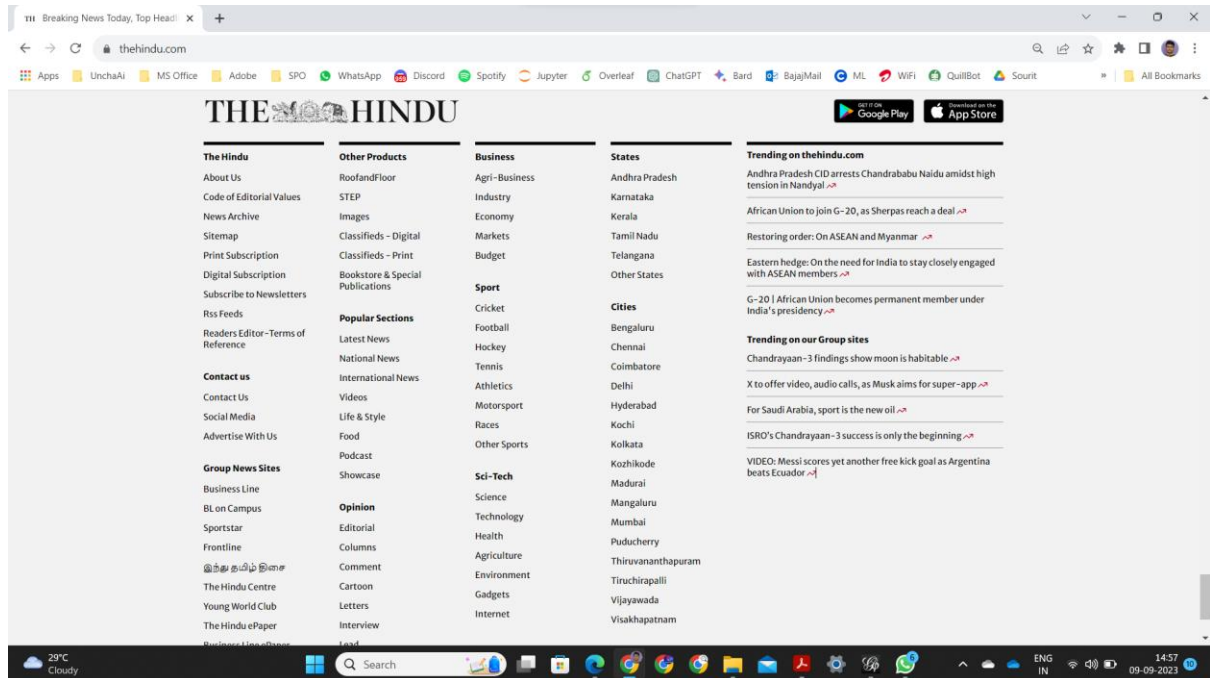 TH Breaking News Today, Top Headl
thehindu.com
Apps
UnchaAi
MS Office
Adobe
SPO
WhatsApp
Discord
Spotify
Jupyter
Overleaf
ChatGPT
Bard
BajajMail
ML
WiFi
QuillBot
Sourit
»
All Bookmarks
THE HINDU
GET IT ON
Google Play
Download on the
App Store
The Hindu
About Us
Code of Editorial Values
News Archive
Sitemap
Print Subscription
Digital Subscription
Subscribe to Newsletters
Rss Feeds
Readers Editor-Terms of
Reference
Contact us
Contact Us
Social Media
Advertise With Us
Group News Sites
Business Line
BL on Campus
Sportstar
Frontline
இந்து தமிழ் திசை
The Hindu Centre
Young World Club
The Hindu ePaper
Business Line ePaper
Other Products
RoofandFloor
STEP
Images
Classifieds - Digital
Classifieds - Print
Bookstore & Special
Publications
Popular Sections
Latest News
National News
International News
Videos
Life & Style
Food
Podcast
Showcase
Opinion
Editorial
Columns
Comment
Cartoon
Letters
Interview
Lead
Business
Agri-Business
Industry
Economy
Markets
Budget
Sport
Cricket
Football
Hockey
Tennis
Athletics
Motorsport
Races
Other Sports
Sci-Tech
Science
Technology
Health
Agriculture
Environment
Gadgets
Internet
States
Andhra Pradesh
Karnataka
Kerala
Tamil Nadu
Telangana
Other States
Cities
Bengaluru
Chennai
Coimbatore
Delhi
Hyderabad
Kochi
Kolkata
Kozhikode
Madurai
Mangaluru
Mumbai
Puducherry
Thiruvananthapuram
Tiruchirapalli
Vijayawada
Visakhapatnam
Trending on thehindu.com
Andhra Pradesh CID arrests Chandrababu Naidu amidst high
tension in Nandyal
African Union to join G-20, as Sherpas reach a deal
Restoring order: On ASEAN and Myanmar
Eastern hedge: On the need for India to stay closely engaged
with ASEAN members
G-20 | African Union becomes permanent member under
India's presidency
Trending on our Group sites
Chandrayaan-3 findings show moon is habitable
X to offer video, audio calls, as Musk aims for super-app
For Saudi Arabia, sport is the new oil
ISRO's Chandrayaan-3 success is only the beginning
VIDEO: Messi scores yet another free kick goal as Argentina
beats Ecuador
29°C
Cloudy
Search
ENG
IN
14:57
09-09-2023
10